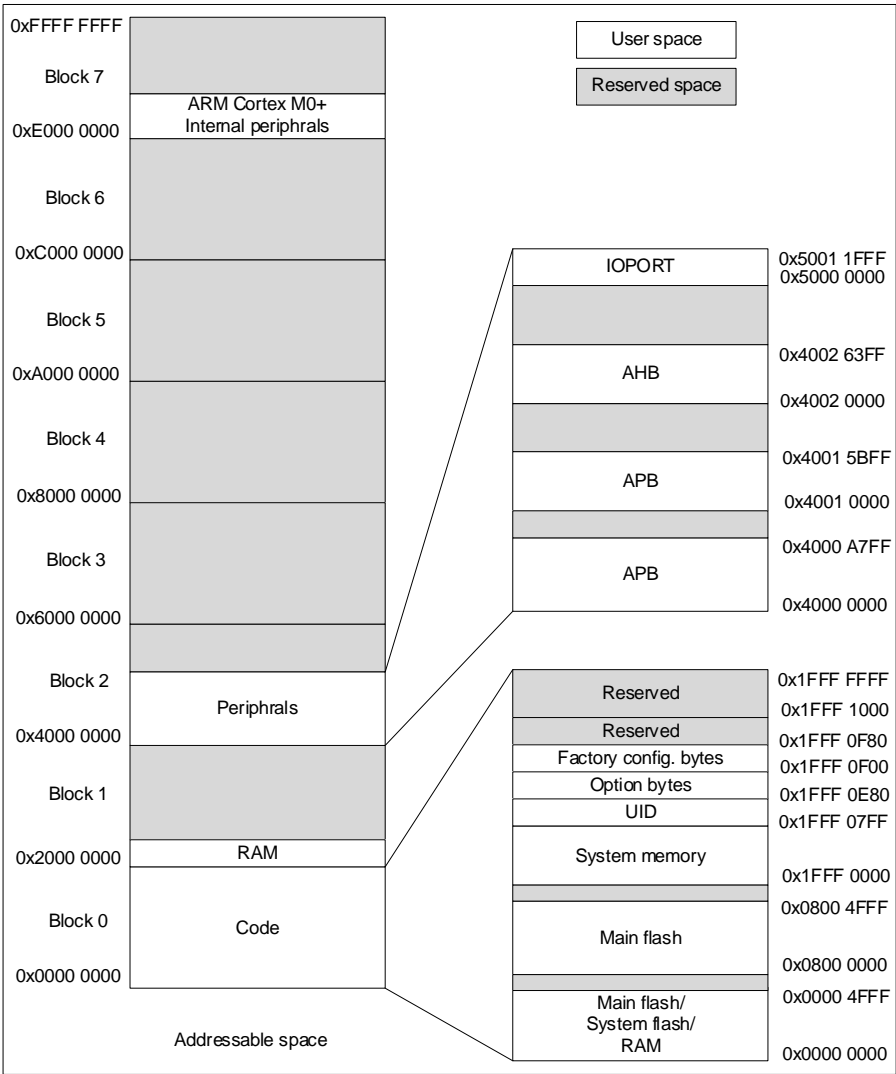 0xFFFF FFFF
Block 7
ARM Cortex M0+
Internal periphrals
0xE000 0000
Block 6
0xC000 0000
Block 5
0xA000 0000
Block 4
0x8000 0000
Block 3
0x6000 0000
Block 2
Periphrals
0x4000 0000
Block 1
0x2000 0000
RAM
Block 0
Code
0x0000 0000
Addressable space
User space
Reserved space
IOPORT
0x5001 1FFF
0x5000 0000
0x4002 63FF
AHB
0x4002 0000
0x4001 5BFF
APB
0x4001 0000
0x4000 A7FF
APB
0x4000 0000
0x1FFF FFFF
Reserved
0x1FFF 1000
Reserved
0x1FFF 0F80
Factory config. bytes
0x1FFF 0F00
Option bytes
0x1FFF 0E80
UID
0x1FFF 07FF
System memory
0x1FFF 0000
0x0800 4FFF
Main flash
0x0800 0000
0x0000 4FFF
Main flash/
System flash/
RAM
0x0000 0000